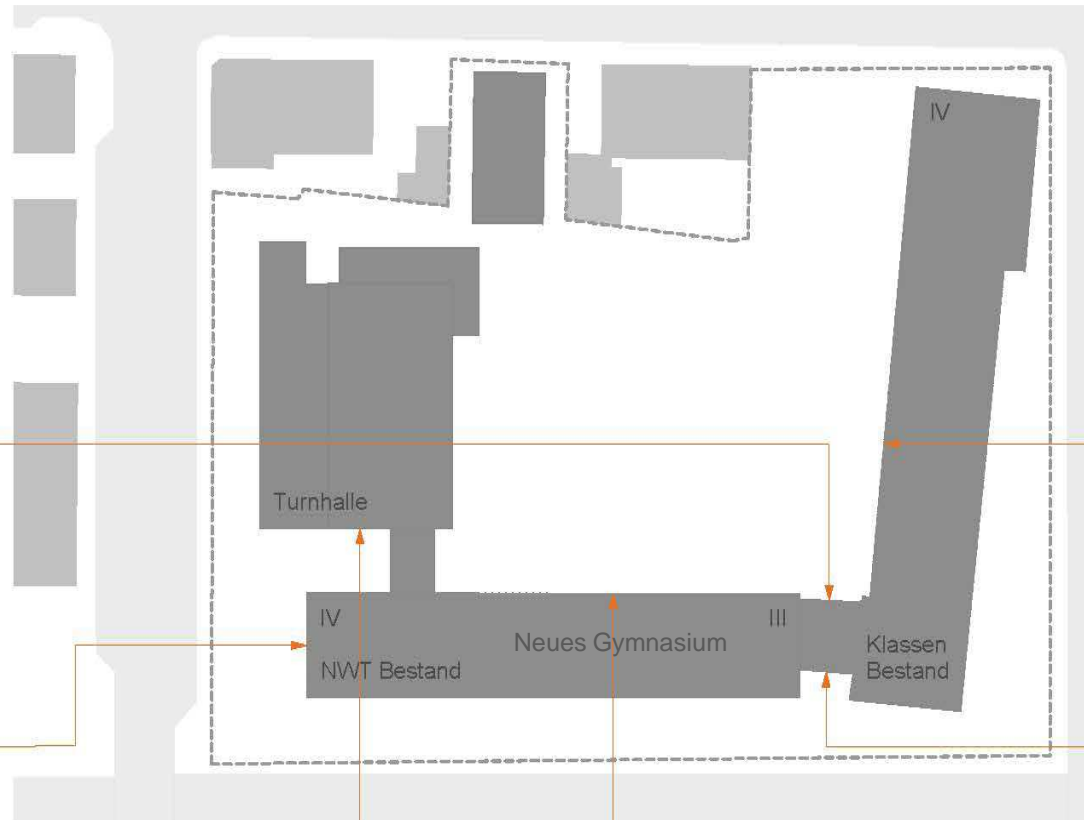 IV
Turnhalle
IV
III
Neues Gymnasium
NWT Bestand
Klassen
Bestand